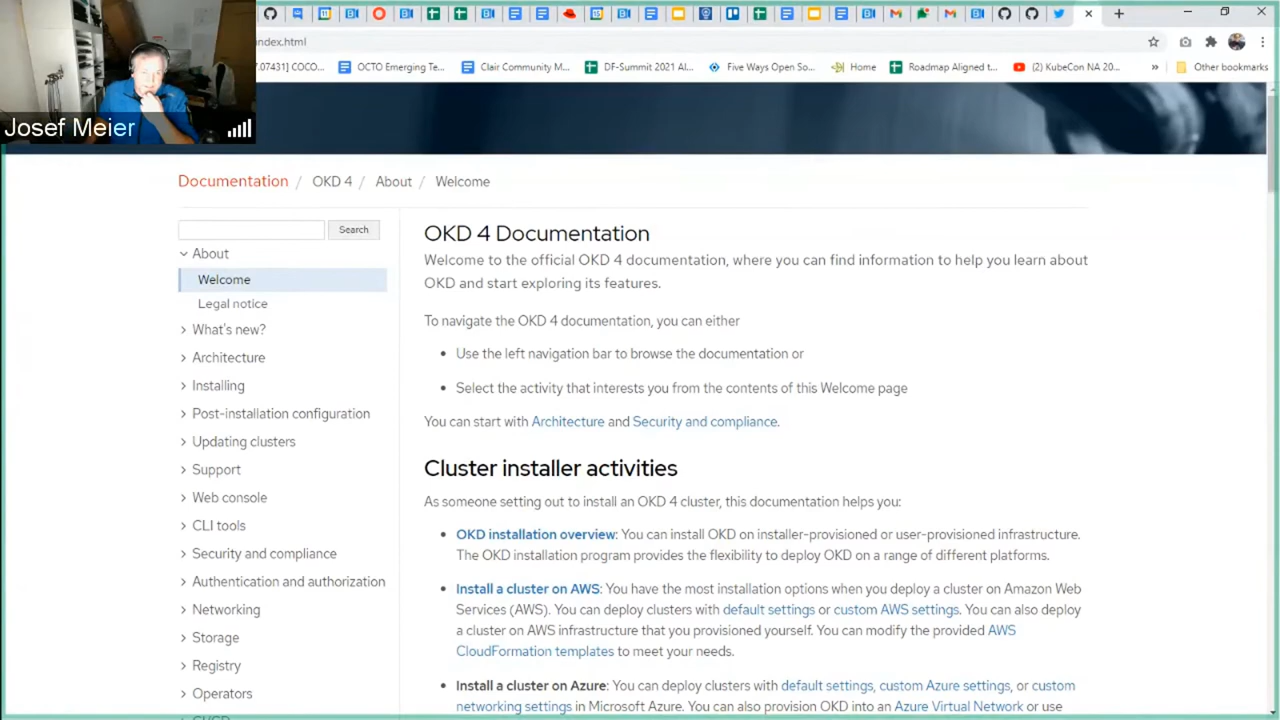 Josef Meier
index.html
7.07431] COCO...
OCTO Emerging Te...
Clair Community M...
DF-Summit 2021 Al...
Five Ways Open So...
Home
Roadmap Aligned t...
(2) KubeCon NA 20...
»
Other bookmarks
Documentation / OKD 4 / About / Welcome
Search
About
Welcome
Legal notice
What's new?
Architecture
Installing
Post-installation configuration
Updating clusters
Support
Web console
CLI tools
Security and compliance
Authentication and authorization
Networking
Storage
Registry
Operators
OKD 4 Documentation
Welcome to the official OKD 4 documentation, where you can find information to help you learn about
OKD and start exploring its features.
To navigate the OKD 4 documentation, you can either
• Use the left navigation bar to browse the documentation or
• Select the activity that interests you from the contents of this Welcome page
You can start with Architecture and Security and compliance.
Cluster installer activities
As someone setting out to install an OKD 4 cluster, this documentation helps you:
• OKD installation overview: You can install OKD on installer-provisioned or user-provisioned infrastructure.
The OKD installation program provides the flexibility to deploy OKD on a range of different platforms.
• Install a cluster on AWS: You have the most installation options when you deploy a cluster on Amazon Web
Services (AWS). You can deploy clusters with default settings or custom AWS settings. You can also deploy
a cluster on AWS infrastructure that you provisioned yourself. You can modify the provided AWS
CloudFormation templates to meet your needs.
• Install a cluster on Azure: You can deploy clusters with default settings, custom Azure settings, or custom
networking settings in Microsoft Azure. You can also provision OKD into an Azure Virtual Network or use